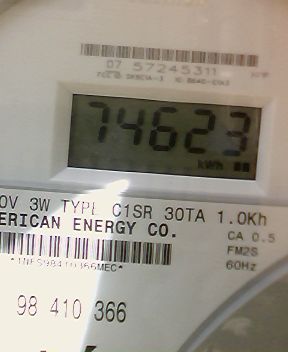 07 57245311
74623
kWh
0V 3W TYPE C1SR 30TA 1.0Kh
ERICAN ENERGY CO.
CA 0.5
FM2S
60Hz
98 410 366